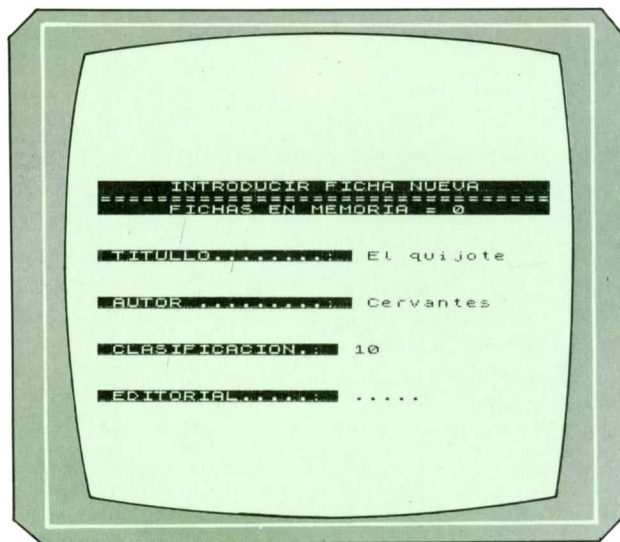 INTRODUCIR FICHA NUEVA
================================
FICHAS EN MEMORIA = 0
TITULLO..........: El quijote
AUTOR............: Cervantes
CLASIFICACION.: 10
EDITORIAL.......: .....